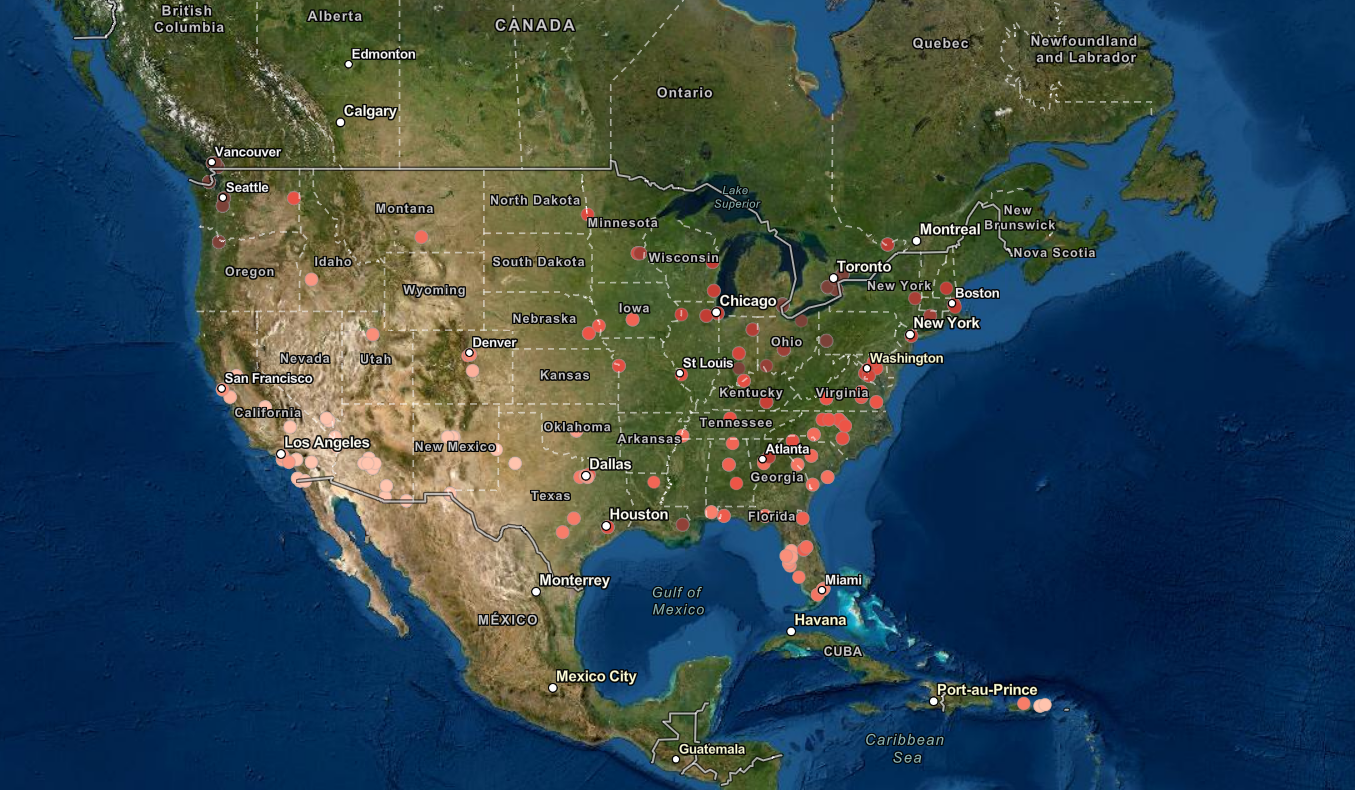 British
Columbia
Alberta
CANADA
Quebec
Newfoundland
and Labrador
Edmonton
Ontario
Calgary
Vancouver
Seattle
Montana
North Dakota
Minnesota
Lake
Superior
Montreal
New
Brunswick
Nova Scotia
Oregon
Idaho
South Dakota
Wisconsin
Toronto
New York
Boston
Wyoming
Nebraska
Iowa
Chicago
New York
Nevada
Utah
Denver
Ohio
Washington
San Francisco
Kansas
St Louis
California
Kentucky
Virginia
Los Angeles
New Mexico
Oklahoma
Arkansas
Tennessee
Atlanta
Dallas
Texas
Georgia
Houston
Florida
Monterrey
MÉXICO
Gulf of
Mexico
Miami
Havana
CUBA
Mexico City
Port-au-Prince
Guatemala
Caribbean
Sea